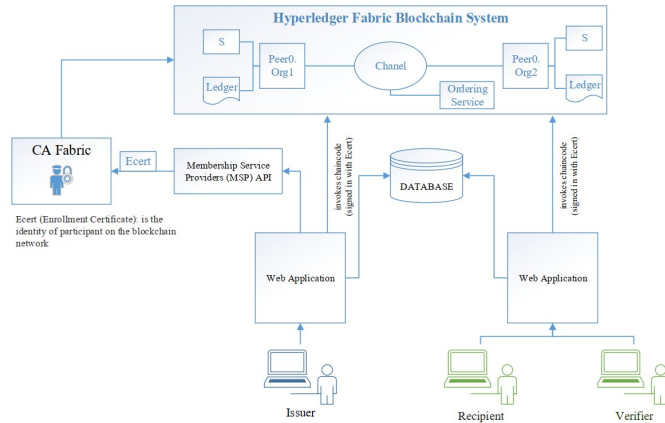 Hyperledger Fabric Blockchain System
S
Peer0.
Org1
Ledger
Chanel
Ordering
Service
Peer0.
Org2
S
Ledger
CA Fabric
Ecert
Membership Service
Providers (MSP) API
invokes chaincode
(signed in with Ecert)
DATABASE
invokes chaincode
(signed in with Ecert)
Ecert (Enrollment Certificate): is the
identity of participant on the blockchain
network
Web Application
Web Application
Issuer
Recipient
Verifier